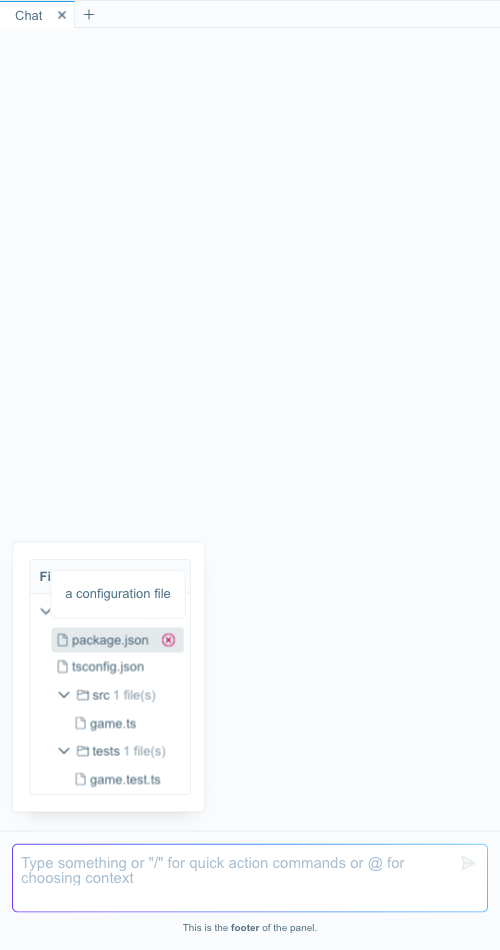 Chat
Fi
a configuration file
package.json
tsconfig.json
src 1 file(s)
game.ts
tests 1 file(s)
game.test.ts
Type something or "/" for quick action commands or @ for
choosing context
This is the footer of the panel.